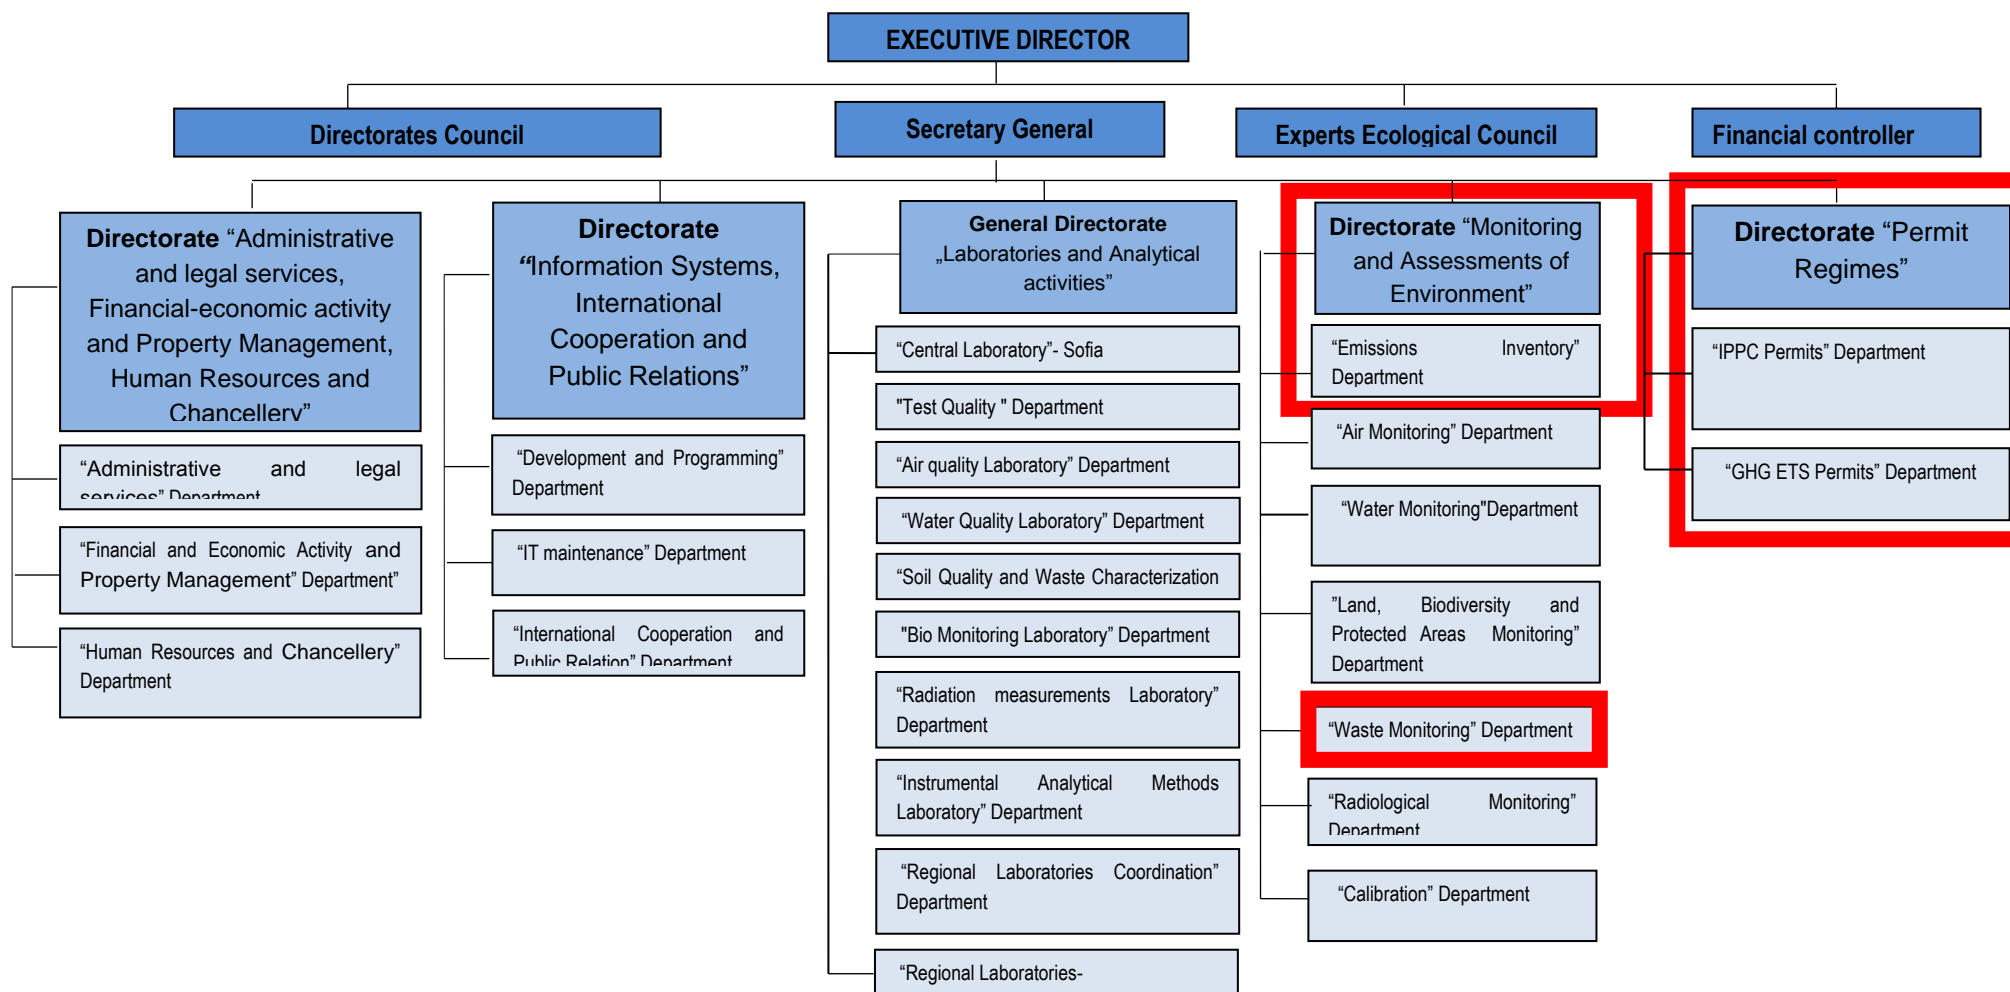 EXECUTIVE DIRECTOR
Directorates Council
Secretary General
Experts Ecological Council
Financial controller
Directorate “Administrative
and legal services,
Financial-economic activity
and Property Management,
Human Resources and
Chancellery”
“Administrative and legal
services” Department
“Financial and Economic Activity and
Property Management” Department”
“Human Resources and Chancellery”
Department
Directorate
“Information Systems,
International
Cooperation and
Public Relations”
“Development and Programming”
Department
“IT maintenance” Department
“International Cooperation and
Public Relation” Department
General Directorate
„Laboratories and Analytical
activities”
“Central Laboratory”- Sofia
"Test Quality " Department
“Air quality Laboratory” Department
“Water Quality Laboratory” Department
“Soil Quality and Waste Characterization
"Bio Monitoring Laboratory” Department
“Radiation measurements Laboratory”
Department
“Instrumental Analytical Methods
Laboratory” Department
“Regional Laboratories Coordination”
Department
“Regional Laboratories-
Directorate “Monitoring
and Assessments of
Environment”
“Emissions Inventory”
Department
“Air Monitoring” Department
“Water Monitoring"Department
”Land, Biodiversity and
Protected Areas Monitoring”
Department
“Waste Monitoring” Department
“Radiological Monitoring”
Department
“Calibration” Department
Directorate “Permit
Regimes”
“IPPC Permits” Department
“GHG ETS Permits” Department